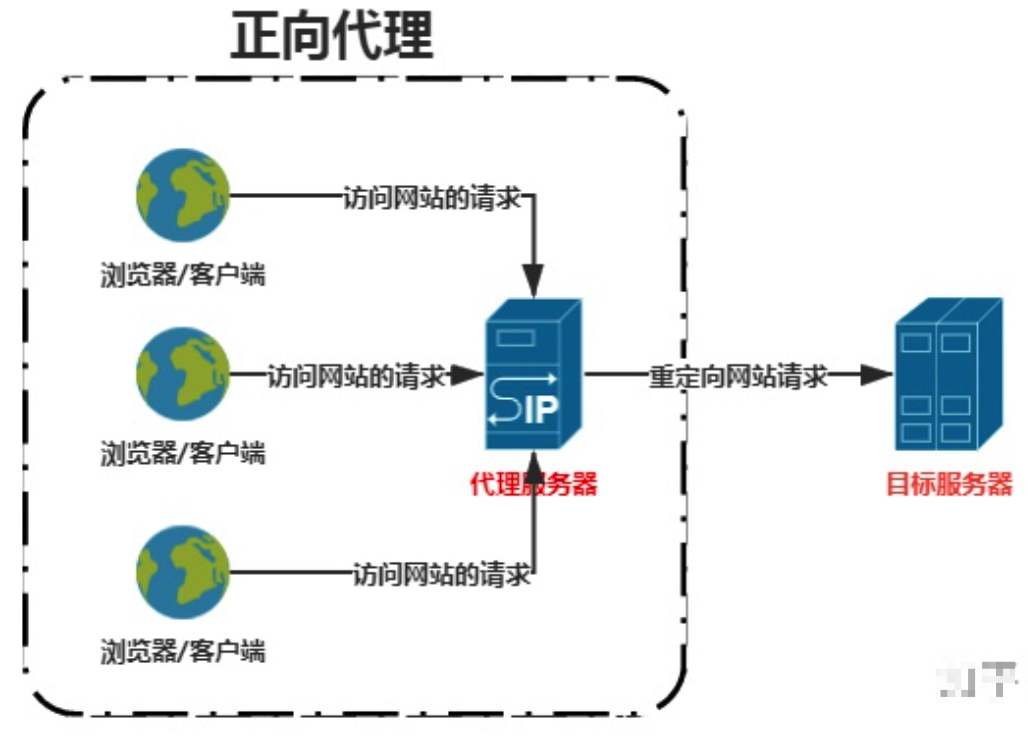 正向代理
访问网站的请求
浏览器/客户端
访问网站的请求
IP
重定向网站请求
浏览器/客户端
代理服务器
目标服务器
访问网站的请求
浏览器/客户端